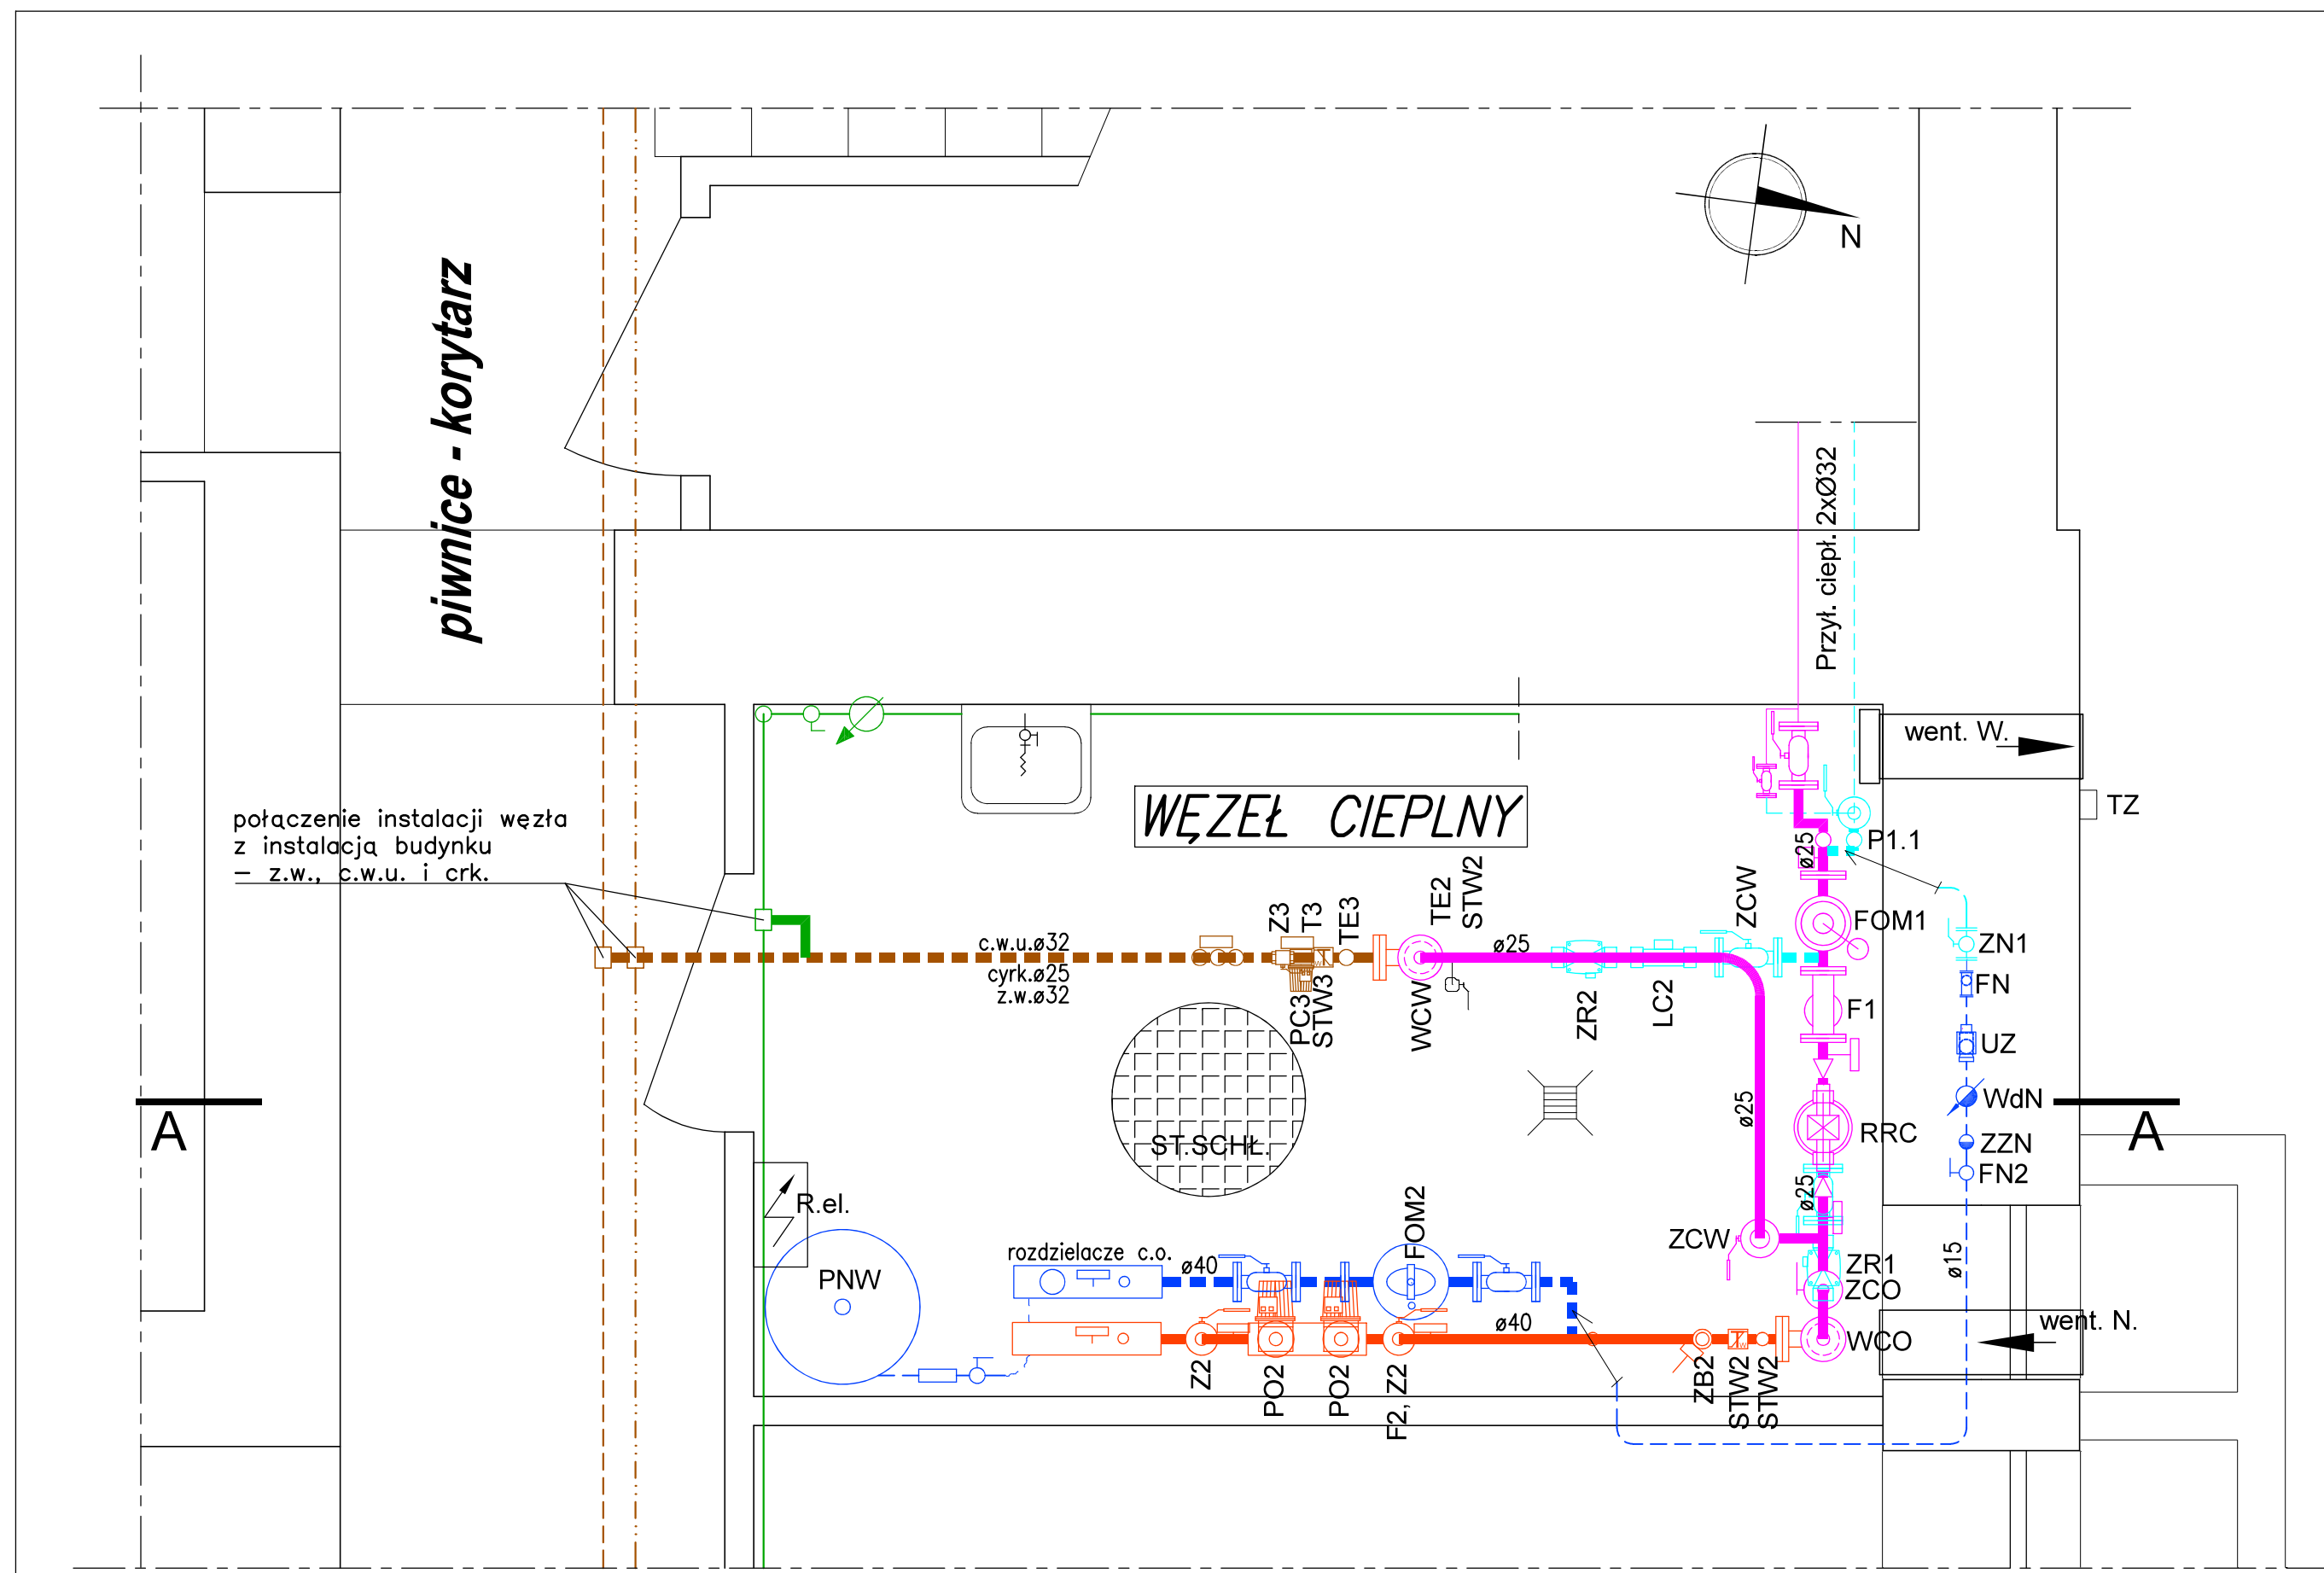 N
piwnice - korytarz
Przył. ciepł. 2xØ32
went. W.
TZ
WĘZEŁ CIEPLNY
połączenie instalacji węzła
z instalacją budynku
– z.w., c.w.u. i crk.
P1.1
ø25
FOM1
ZN1
FN
F1
UZ
WdN
A
A
RRC
ZZN
FN2
c.w.u.ø32
cyrk.ø25
z.w.ø32
Z3
T3
TE3
PC3
STW3
TE2
STW2
WCW
ø25
ZR2
LC2
ZCW
ø25
ST.SCHŁ.
R.el.
PNW
rozdzielacze c.o.
ø40
FOM2
ZCW
ø25
ZR1
ZCO
ø15
went. N.
WCO
ø40
Z2
PO2
PO2
F2, Z2
ZB2
STW2
STW2